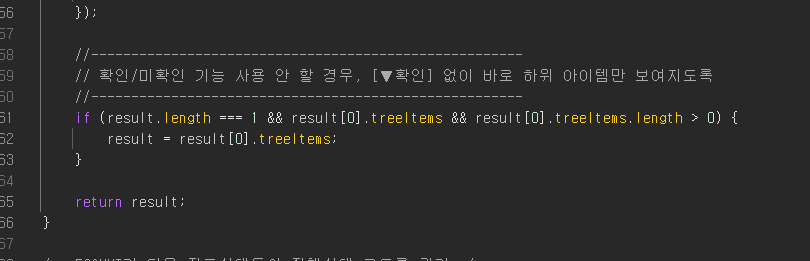 56 });
57
58 //------------------------------------------------------
59 // 확인/미확인 기능 사용 안 할 경우, [▼확인] 없이 바로 하위 아이템만 보여지도록
60 //------------------------------------------------------
61 if (result.length === 1 && result[0].treeItems && result[0].treeItems.length > 0) {
62 result = result[0].treeItems;
63 }
64
65 return result;
66 }
67